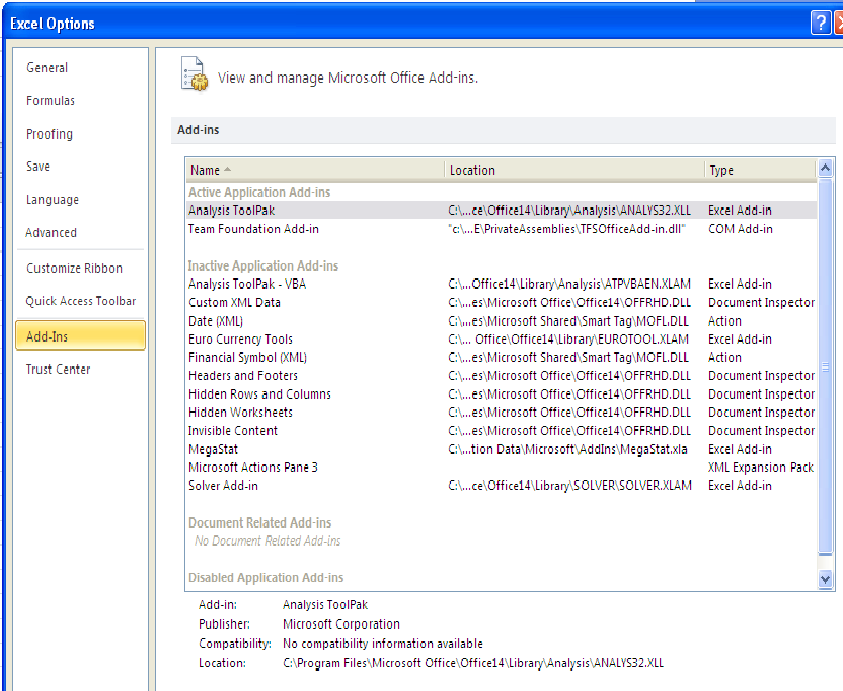 Excel Options
?
General
Formulas
Proofing
Save
Language
Advanced
Customize Ribbon
Quick Access Toolbar
Add-Ins
Trust Center
View and manage Microsoft Office Add-ins.
Add-ins
Name Location Type
Active Application Add-ins
Analysis ToolPak C:\...ce\Office14\Library\Analysis\ANALYS32.XLL Excel Add-in
Team Foundation Add-in "c:\...E\PrivateAssemblies\TFSOfficeAdd-in.dll" COM Add-in
Inactive Application Add-ins
Analysis ToolPak - VBA C:\...Office14\Library\Analysis\ATPVBAEN.XLAM Excel Add-in
Custom XML Data C:\...es\Microsoft Office\Office14\OFFRHD.DLL Document Inspector
Date (XML) C:\...es\Microsoft Shared\Smart Tag\MOFL.DLL Action
Euro Currency Tools C:\... Office\Office14\Library\EUROTOOL.XLAM Excel Add-in
Financial Symbol (XML) C:\...es\Microsoft Shared\Smart Tag\MOFL.DLL Action
Headers and Footers C:\...es\Microsoft Office\Office14\OFFRHD.DLL Document Inspector
Hidden Rows and Columns C:\...es\Microsoft Office\Office14\OFFRHD.DLL Document Inspector
Hidden Worksheets C:\...es\Microsoft Office\Office14\OFFRHD.DLL Document Inspector
Invisible Content C:\...es\Microsoft Office\Office14\OFFRHD.DLL Document Inspector
MegaStat C:\...tion Data\Microsoft\AddIns\MegaStat.xla Excel Add-in
Microsoft Actions Pane 3 XML Expansion Pack
Solver Add-in C:\...ce\Office14\Library\SOLVER\SOLVER.XLAM Excel Add-in
Document Related Add-ins
No Document Related Add-ins
Disabled Application Add-ins
Add-in: Analysis ToolPak
Publisher: Microsoft Corporation
Compatibility: No compatibility information available
Location: C:\Program Files\Microsoft Office\Office14\Library\Analysis\ANALYS32.XLL